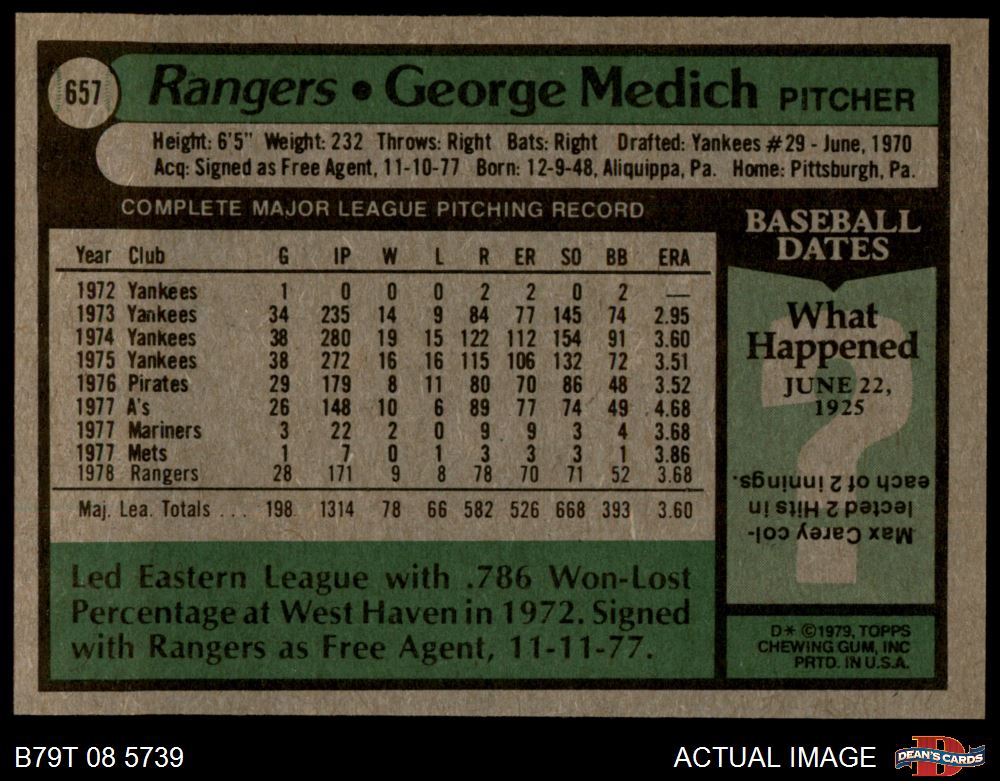 657
Rangers • George Medich PITCHER
Height: 6'5" Weight: 232 Throws: Right Bats: Right Drafted: Yankees #29 - June, 1970
Acq: Signed as Free Agent, 11-10-77 Born: 12-9-48, Aliquippa, Pa. Home: Pittsburgh, Pa.
COMPLETE MAJOR LEAGUE PITCHING RECORD
Year Club G IP W L R ER SO BB ERA
1972 Yankees 1 0 0 0 2 2 0 2 —
1973 Yankees 34 235 14 9 84 77 145 74 2.95
1974 Yankees 38 280 19 15 122 112 154 91 3.60
1975 Yankees 38 272 16 16 115 106 132 72 3.51
1976 Pirates 29 179 8 11 80 70 86 48 3.52
1977 A's 26 148 10 6 89 77 74 49 4.68
1977 Mariners 3 22 2 0 9 9 3 4 3.68
1977 Mets 1 7 0 1 3 3 3 1 3.86
1978 Rangers 28 171 9 8 78 70 71 52 3.68
Maj. Lea. Totals ... 198 1314 78 66 582 526 668 393 3.60
Led Eastern League with .786 Won-Lost
Percentage at West Haven in 1972. Signed
with Rangers as Free Agent, 11-11-77.
BASEBALL
DATES
What
Happened
JUNE 22,
1925
Max Carey col-
lected 2 Hits in
each of 2 innings.
D* ©1979, TOPPS
CHEWING GUM, INC
PRTD. IN U.S.A.
B79T 08 5739
ACTUAL IMAGE
D
DEAN'S CARDS